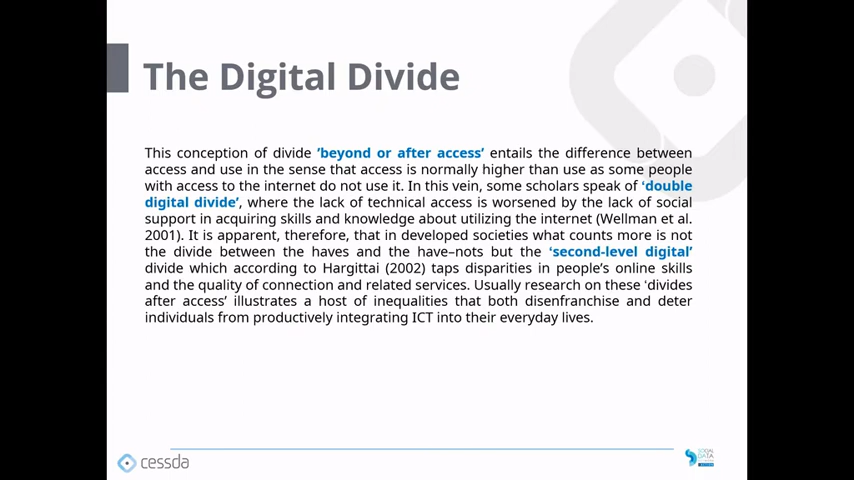 The Digital Divide
This conception of divide ’beyond or after access’ entails the difference between
access and use in the sense that access is normally higher than use as some people
with access to the internet do not use it. In this vein, some scholars speak of ‘double
digital divide’, where the lack of technical access is worsened by the lack of social
support in acquiring skills and knowledge about utilizing the internet (Wellman et al.
2001). It is apparent, therefore, that in developed societies what counts more is not
the divide between the haves and the have–nots but the ‘second-level digital’
divide which according to Hargittai (2002) taps disparities in people’s online skills
and the quality of connection and related services. Usually research on these ‘divides
after access’ illustrates a host of inequalities that both disenfranchise and deter
individuals from productively integrating ICT into their everyday lives.
cessda
SOCIAL
DATA